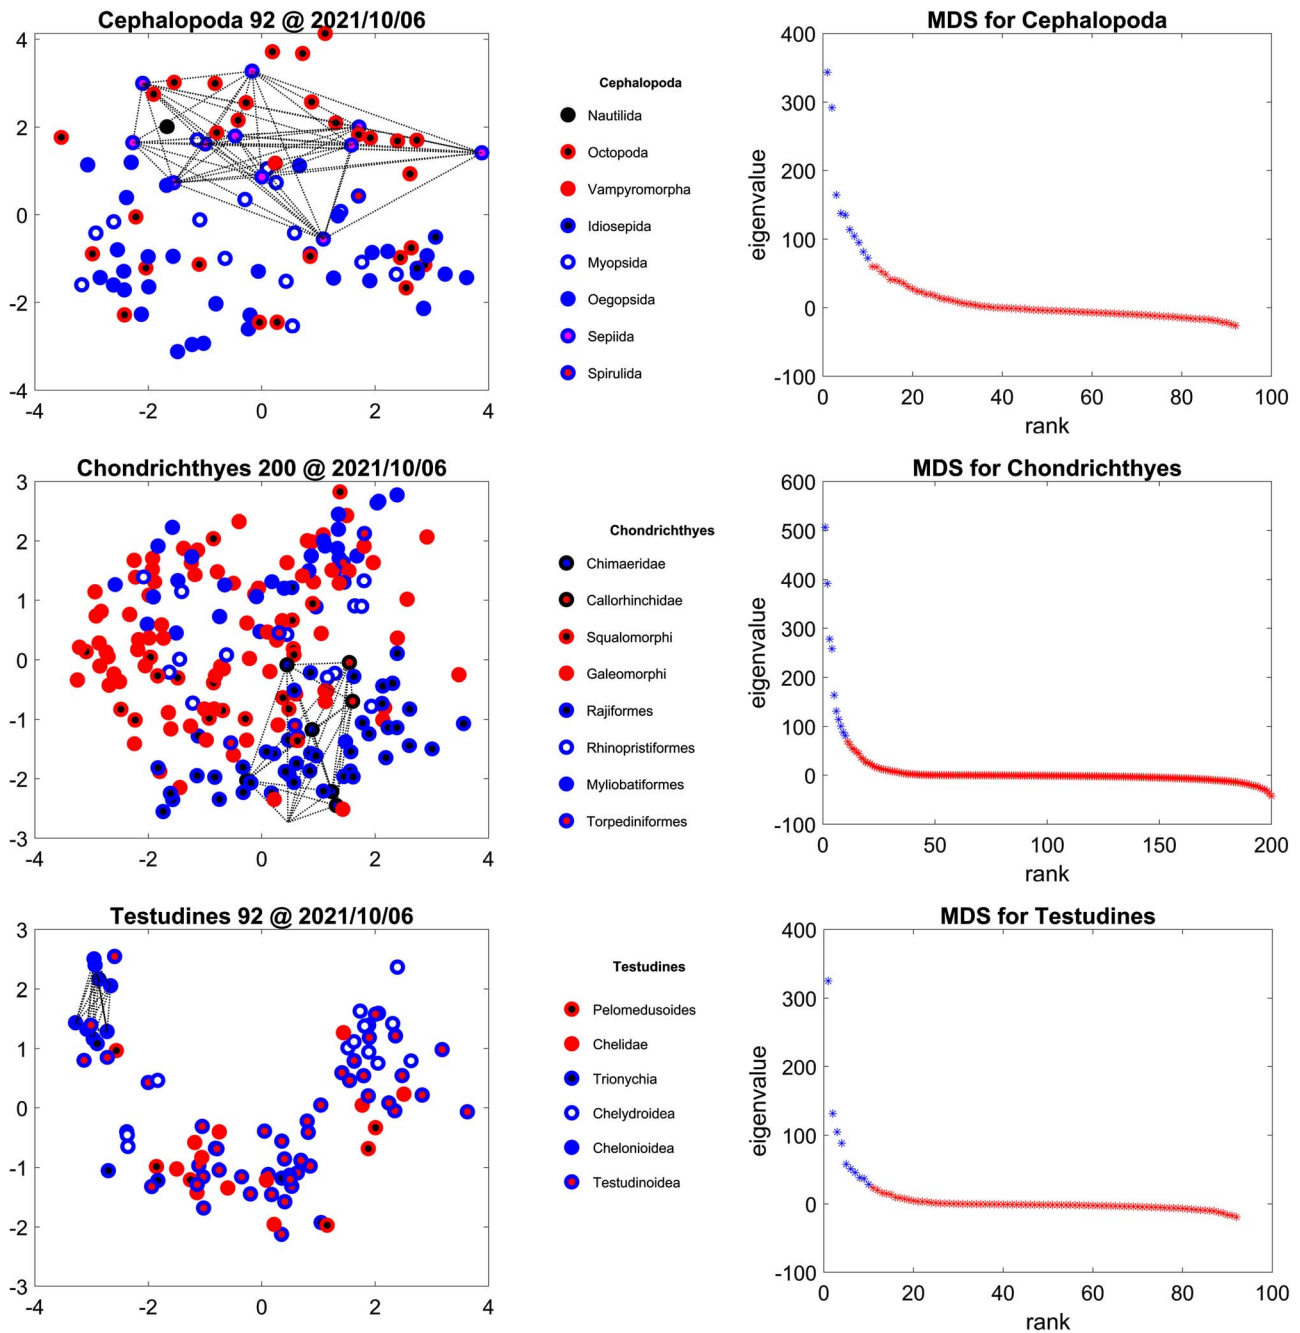 Cephalopoda 92 @ 2021/10/06
4
2
0
-2
-4
-4
-2
0
2
4
Cephalopoda
Nautilida
Octopoda
Vampyromorpha
Idiosepida
Myopsida
Oegopsida
Sepiida
Spirulida
MDS for Cephalopoda
eigenvalue
400
300
200
100
0
-100
0
20
40
60
80
100
rank
Chondrichthyes 200 @ 2021/10/06
3
2
1
0
-1
-2
-3
-4
-2
0
2
4
Chondrichthyes
Chimaeridae
Callorhinchidae
Squalomorphi
Galeomorphi
Rajiformes
Rhinopristiformes
Myliobatiformes
Torpediniformes
MDS for Chondrichthyes
eigenvalue
600
500
400
300
200
100
0
-100
0
50
100
150
200
rank
Testudines 92 @ 2021/10/06
3
2
1
0
-1
-2
-3
-4
-2
0
2
4
Testudines
Pelomedusoides
Chelidae
Trionychia
Chelydroidea
Chelonioidea
Testudinoidea
MDS for Testudines
eigenvalue
400
300
200
100
0
-100
0
20
40
60
80
100
rank